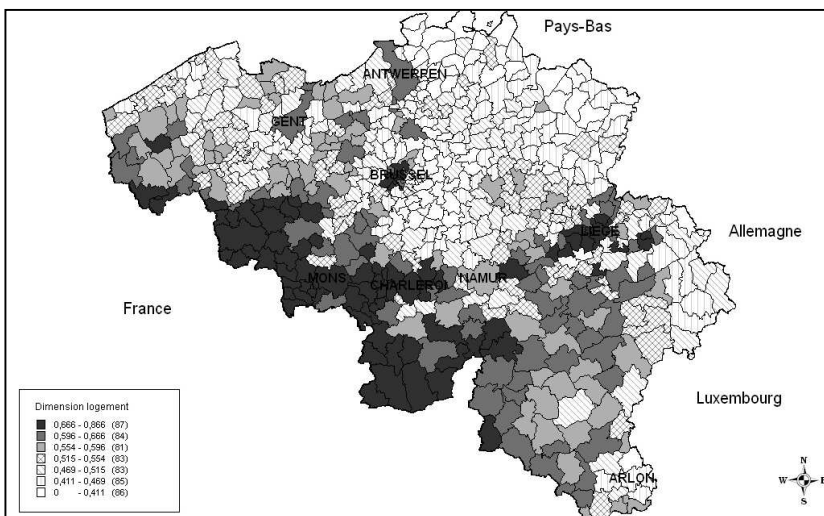 Pays-Bas
ANTWERPEN
GENT
BRUSSEL
LIEGE
Allemagne
MONS
CHARLEROI
NAMUR
France
Luxembourg
ARLON
Dimension logement
0,666 - 0,866 (87)
0,596 - 0,666 (84)
0,554 - 0,596 (81)
0,515 - 0,554 (83)
0,469 - 0,515 (83)
0,411 - 0,469 (85)
0 - 0,411 (86)
N
W E
S